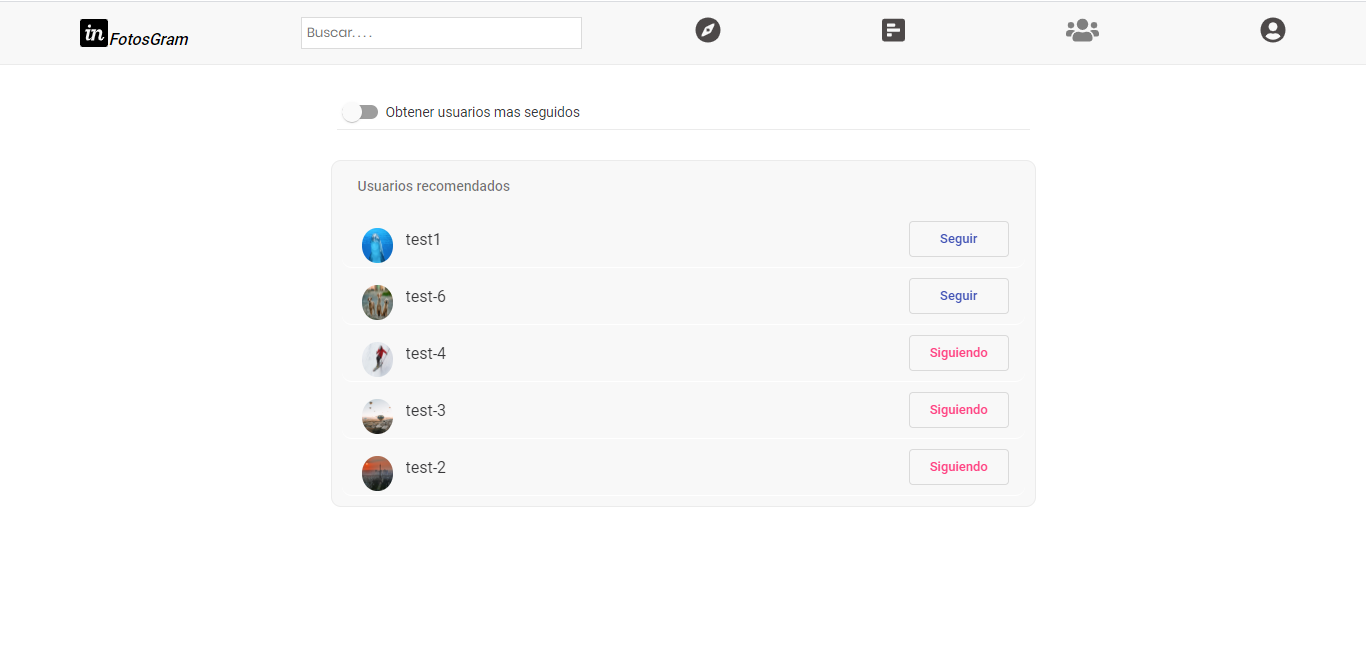 in FotosGram
Buscar....
Obtener usuarios mas seguidos
Usuarios recomendados
test1
Seguir
test-6
Seguir
test-4
Siguiendo
test-3
Siguiendo
test-2
Siguiendo